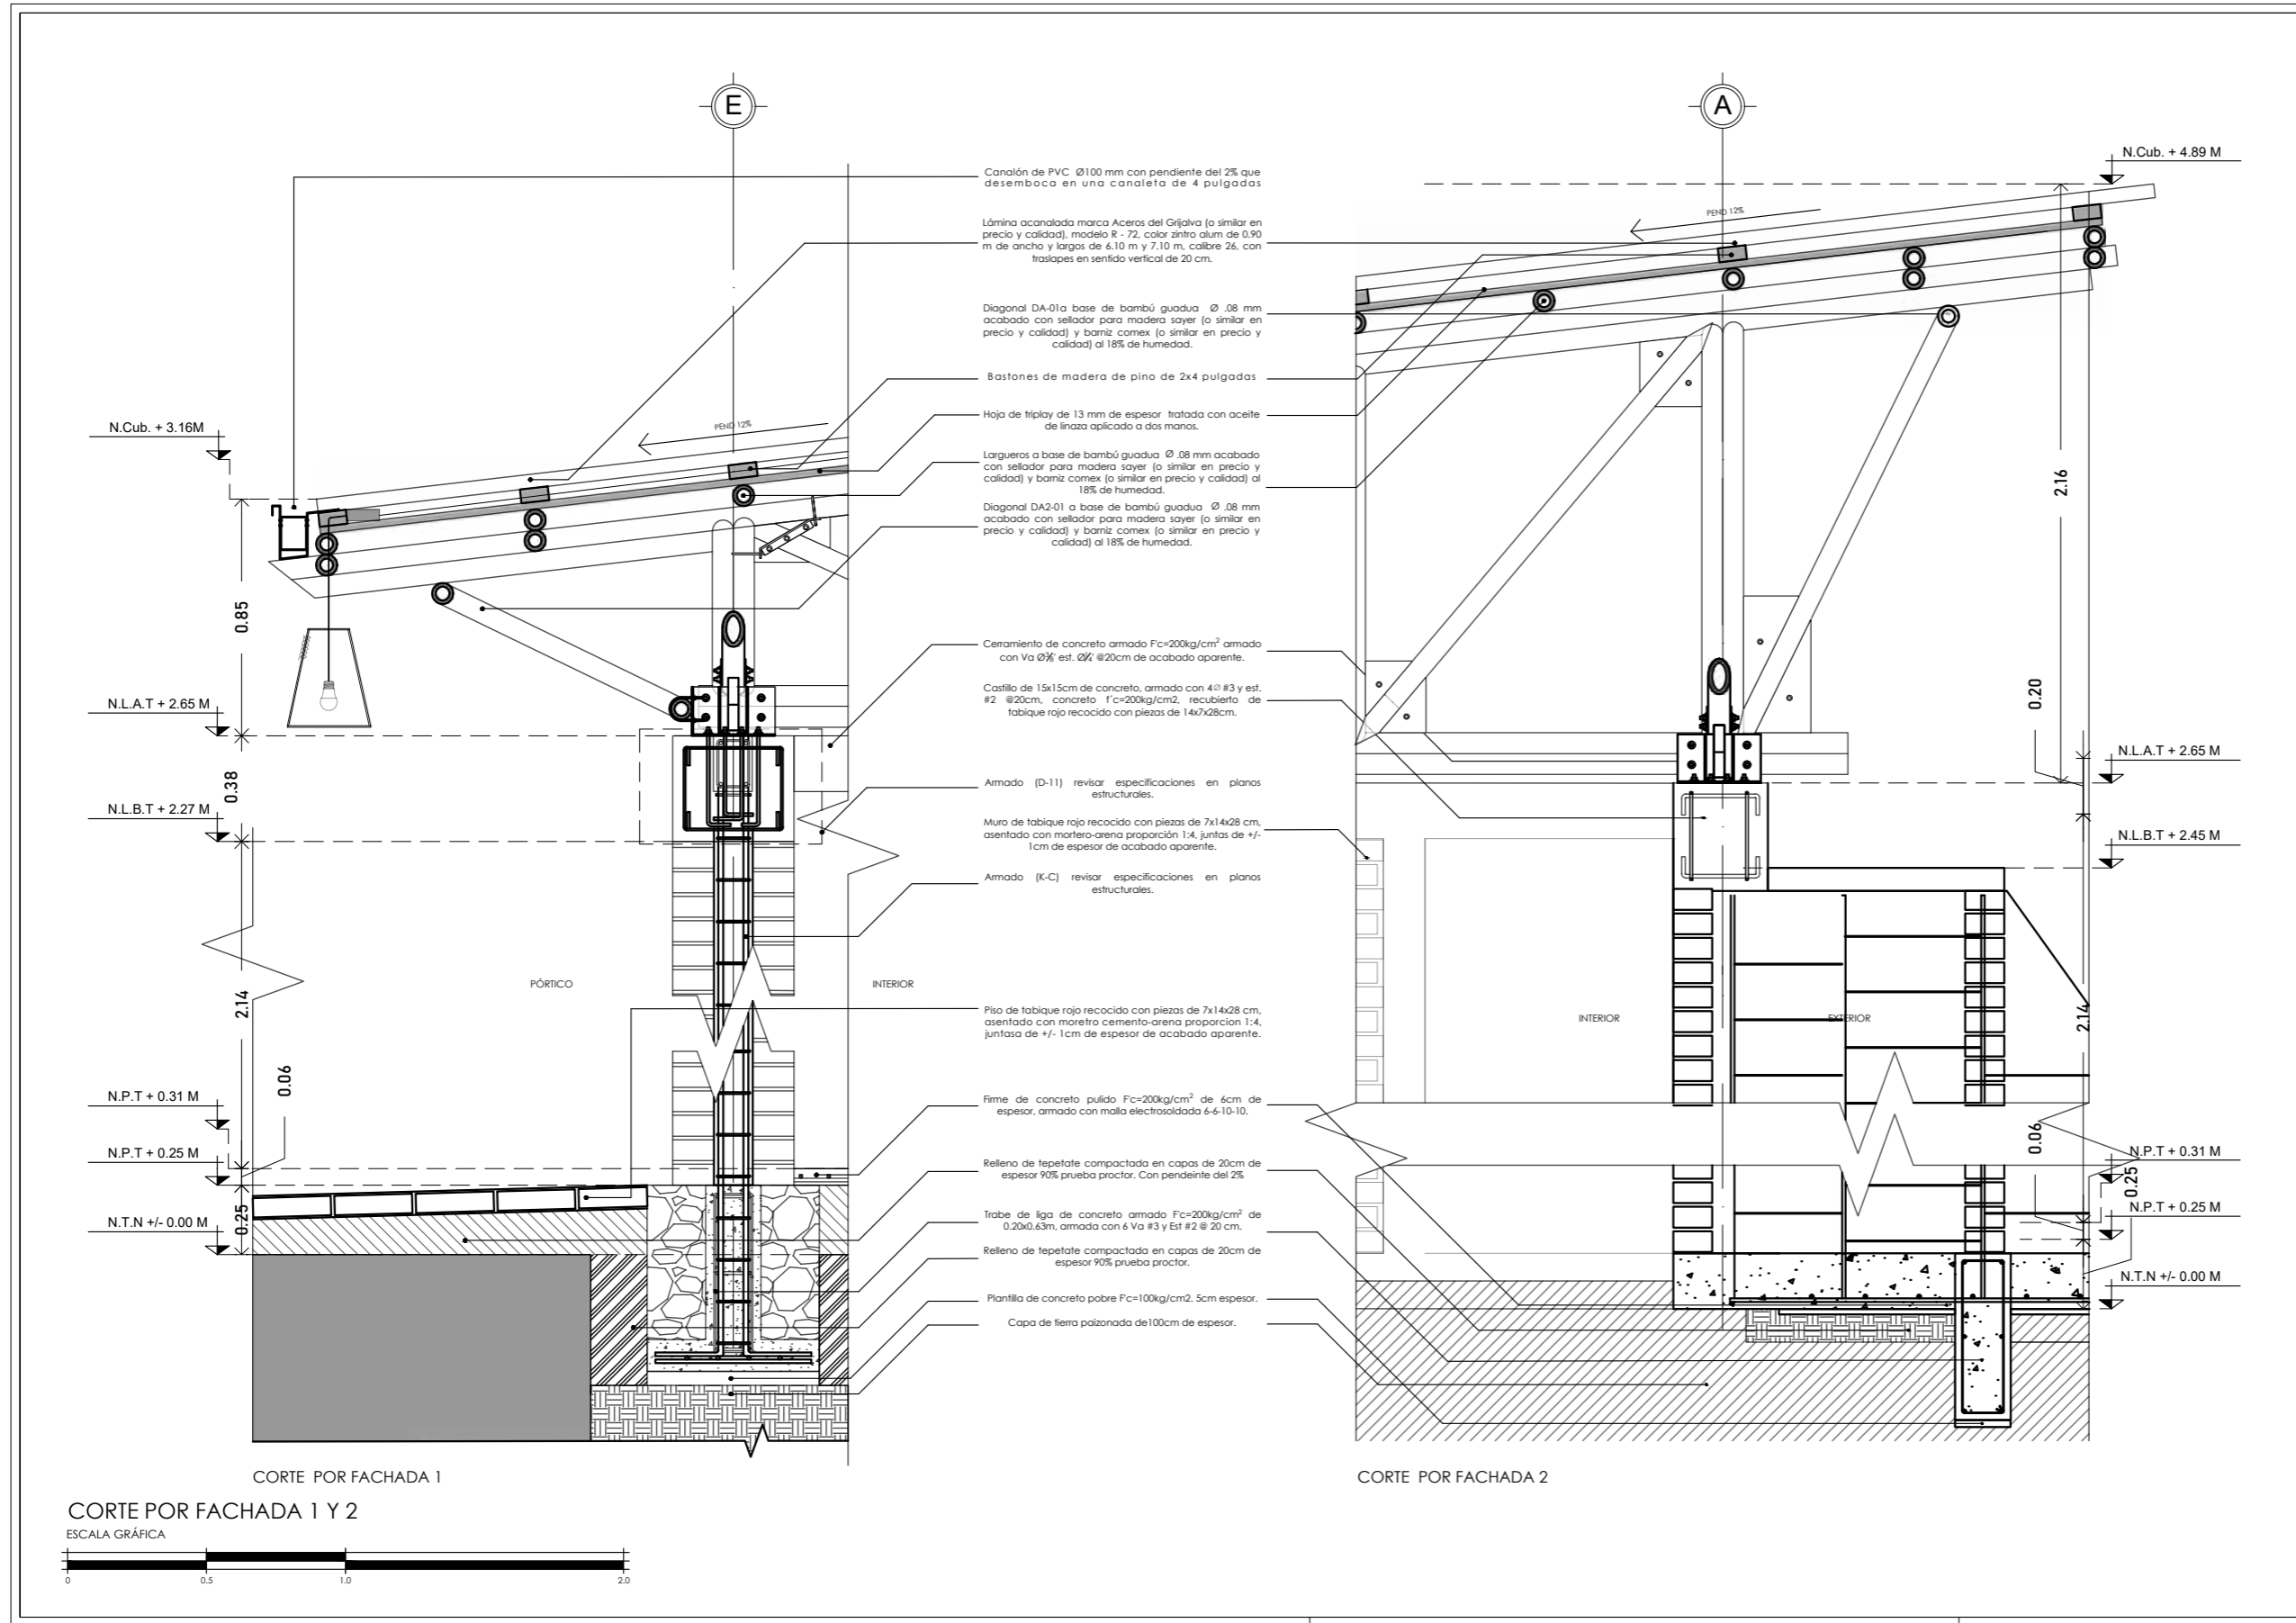 E
A
N.Cub. + 4.89 M
Canalón de PVC Ø100 mm con pendiente del 2% que
desemboca en una canaleta de 4 pulgadas
Lámina acanalada marca Aceros del Grijalva (o similar en
precio y calidad), modelo R - 72, color zintro alum de 0.90
m de ancho y largos de 6.10 m y 7.10 m, calibre 26, con
traslapes en sentido vertical de 20 cm.
PEND 12%
Diagonal DA-01a base de bambú guadua Ø .08 mm
acabado con sellador para madera sayer (o similar en
precio y calidad) y barniz comex (o similar en precio y
calidad) al 18% de humedad.
Bastones de madera de pino de 2x4 pulgadas
Hoja de triplay de 13 mm de espesor tratada con aceite
de linaza aplicado a dos manos.
N.Cub. + 3.16M
PEND 12%
Largueros a base de bambú guadua Ø .08 mm acabado
con sellador para madera sayer (o similar en precio y
calidad) y barniz comex (o similar en precio y calidad) al
18% de humedad.
2.16
Diagonal DA2-01 a base de bambú guadua Ø .08 mm
acabado con sellador para madera sayer (o similar en
precio y calidad) y barniz comex (o similar en precio y
calidad) al 18% de humedad.
0.85
Cerramiento de concreto armado F'c=200kg/cm² armado
con Va Ø⅜' est. Ø¼' @20cm de acabado aparente.
Castillo de 15x15cm de concreto, armado con 4∅ #3 y est.
#2 @20cm, concreto f´c=200kg/cm2, recubierto de
tabique rojo recocido con piezas de 14x7x28cm.
0.20
N.L.A.T + 2.65 M
N.L.A.T + 2.65 M
0.38
Armado (D-11) revisar especificaciones en planos
estructurales.
N.L.B.T + 2.27 M
Muro de tabique rojo recocido con piezas de 7x14x28 cm,
asentado con mortero-arena proporción 1:4, juntas de +/-
1cm de espesor de acabado aparente.
N.L.B.T + 2.45 M
Armado (K-C) revisar especificaciones en planos
estructurales.
PÓRTICO
INTERIOR
2.14
Piso de tabique rojo recocido con piezas de 7x14x28 cm,
asentado con moretro cemento-arena proporcion 1:4,
juntasa de +/- 1cm de espesor de acabado aparente.
INTERIOR
EXTERIOR
2.14
0.06
N.P.T + 0.31 M
Firme de concreto pulido F'c=200kg/cm² de 6cm de
espesor, armado con malla electrosoldada 6-6-10-10.
0.06
N.P.T + 0.25 M
N.P.T + 0.31 M
Relleno de tepetate compactada en capas de 20cm de
espesor 90% prueba proctor. Con pendeinte del 2%
0.25
0.25
N.T.N +/- 0.00 M
N.P.T + 0.25 M
Trabe de liga de concreto armado F'c=200kg/cm² de
0.20x0.63m, armada con 6 Va #3 y Est #2 @ 20 cm.
Relleno de tepetate compactada en capas de 20cm de
espesor 90% prueba proctor.
N.T.N +/- 0.00 M
Plantilla de concreto pobre F'c=100kg/cm2. 5cm espesor.
Capa de tierra paizonada de100cm de espesor.
CORTE POR FACHADA 1
CORTE POR FACHADA 2
CORTE POR FACHADA 1 Y 2
ESCALA GRÁFICA
0 0.5 1.0 2.0